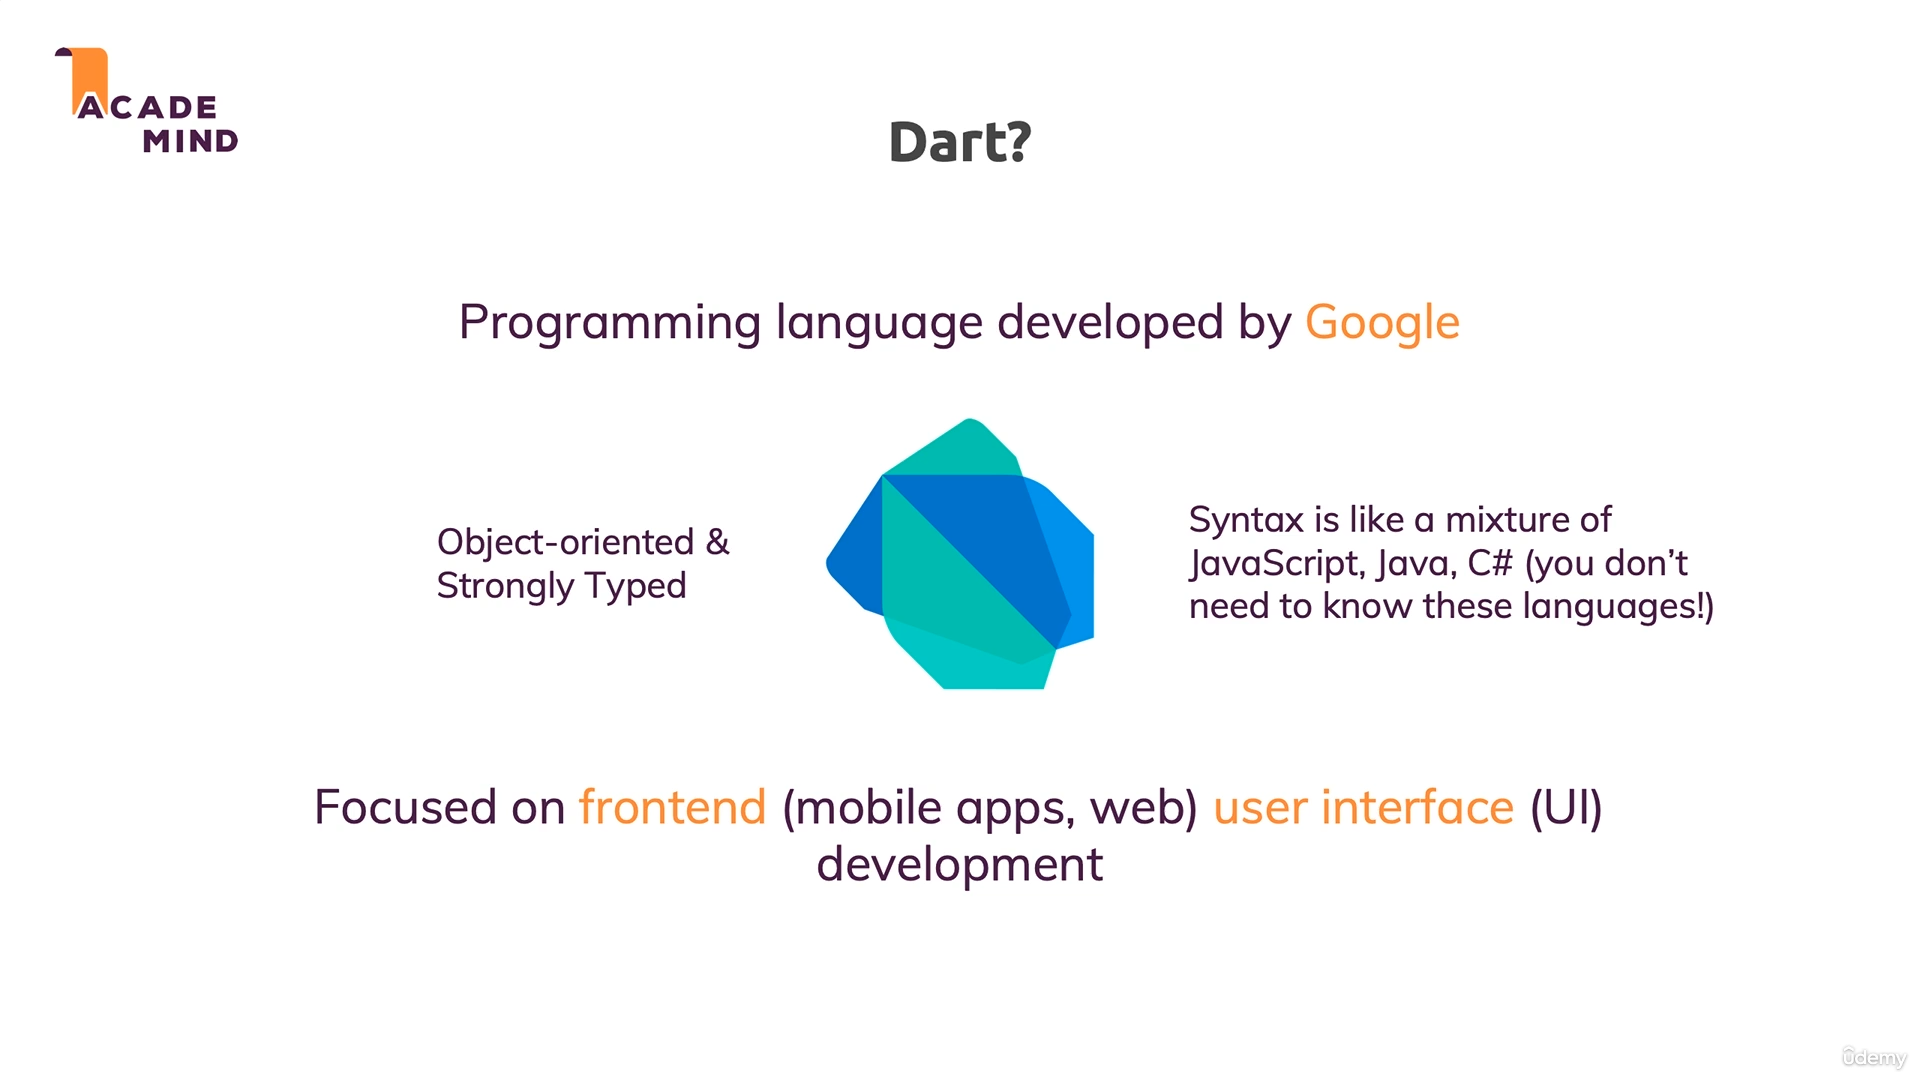 ACADE
MIND
Dart?
Programming language developed by Google
Object-oriented &
Strongly Typed
Syntax is like a mixture of
JavaScript, Java, C# (you don’t
need to know these languages!)
Focused on frontend (mobile apps, web) user interface (UI)
development
ûdemy